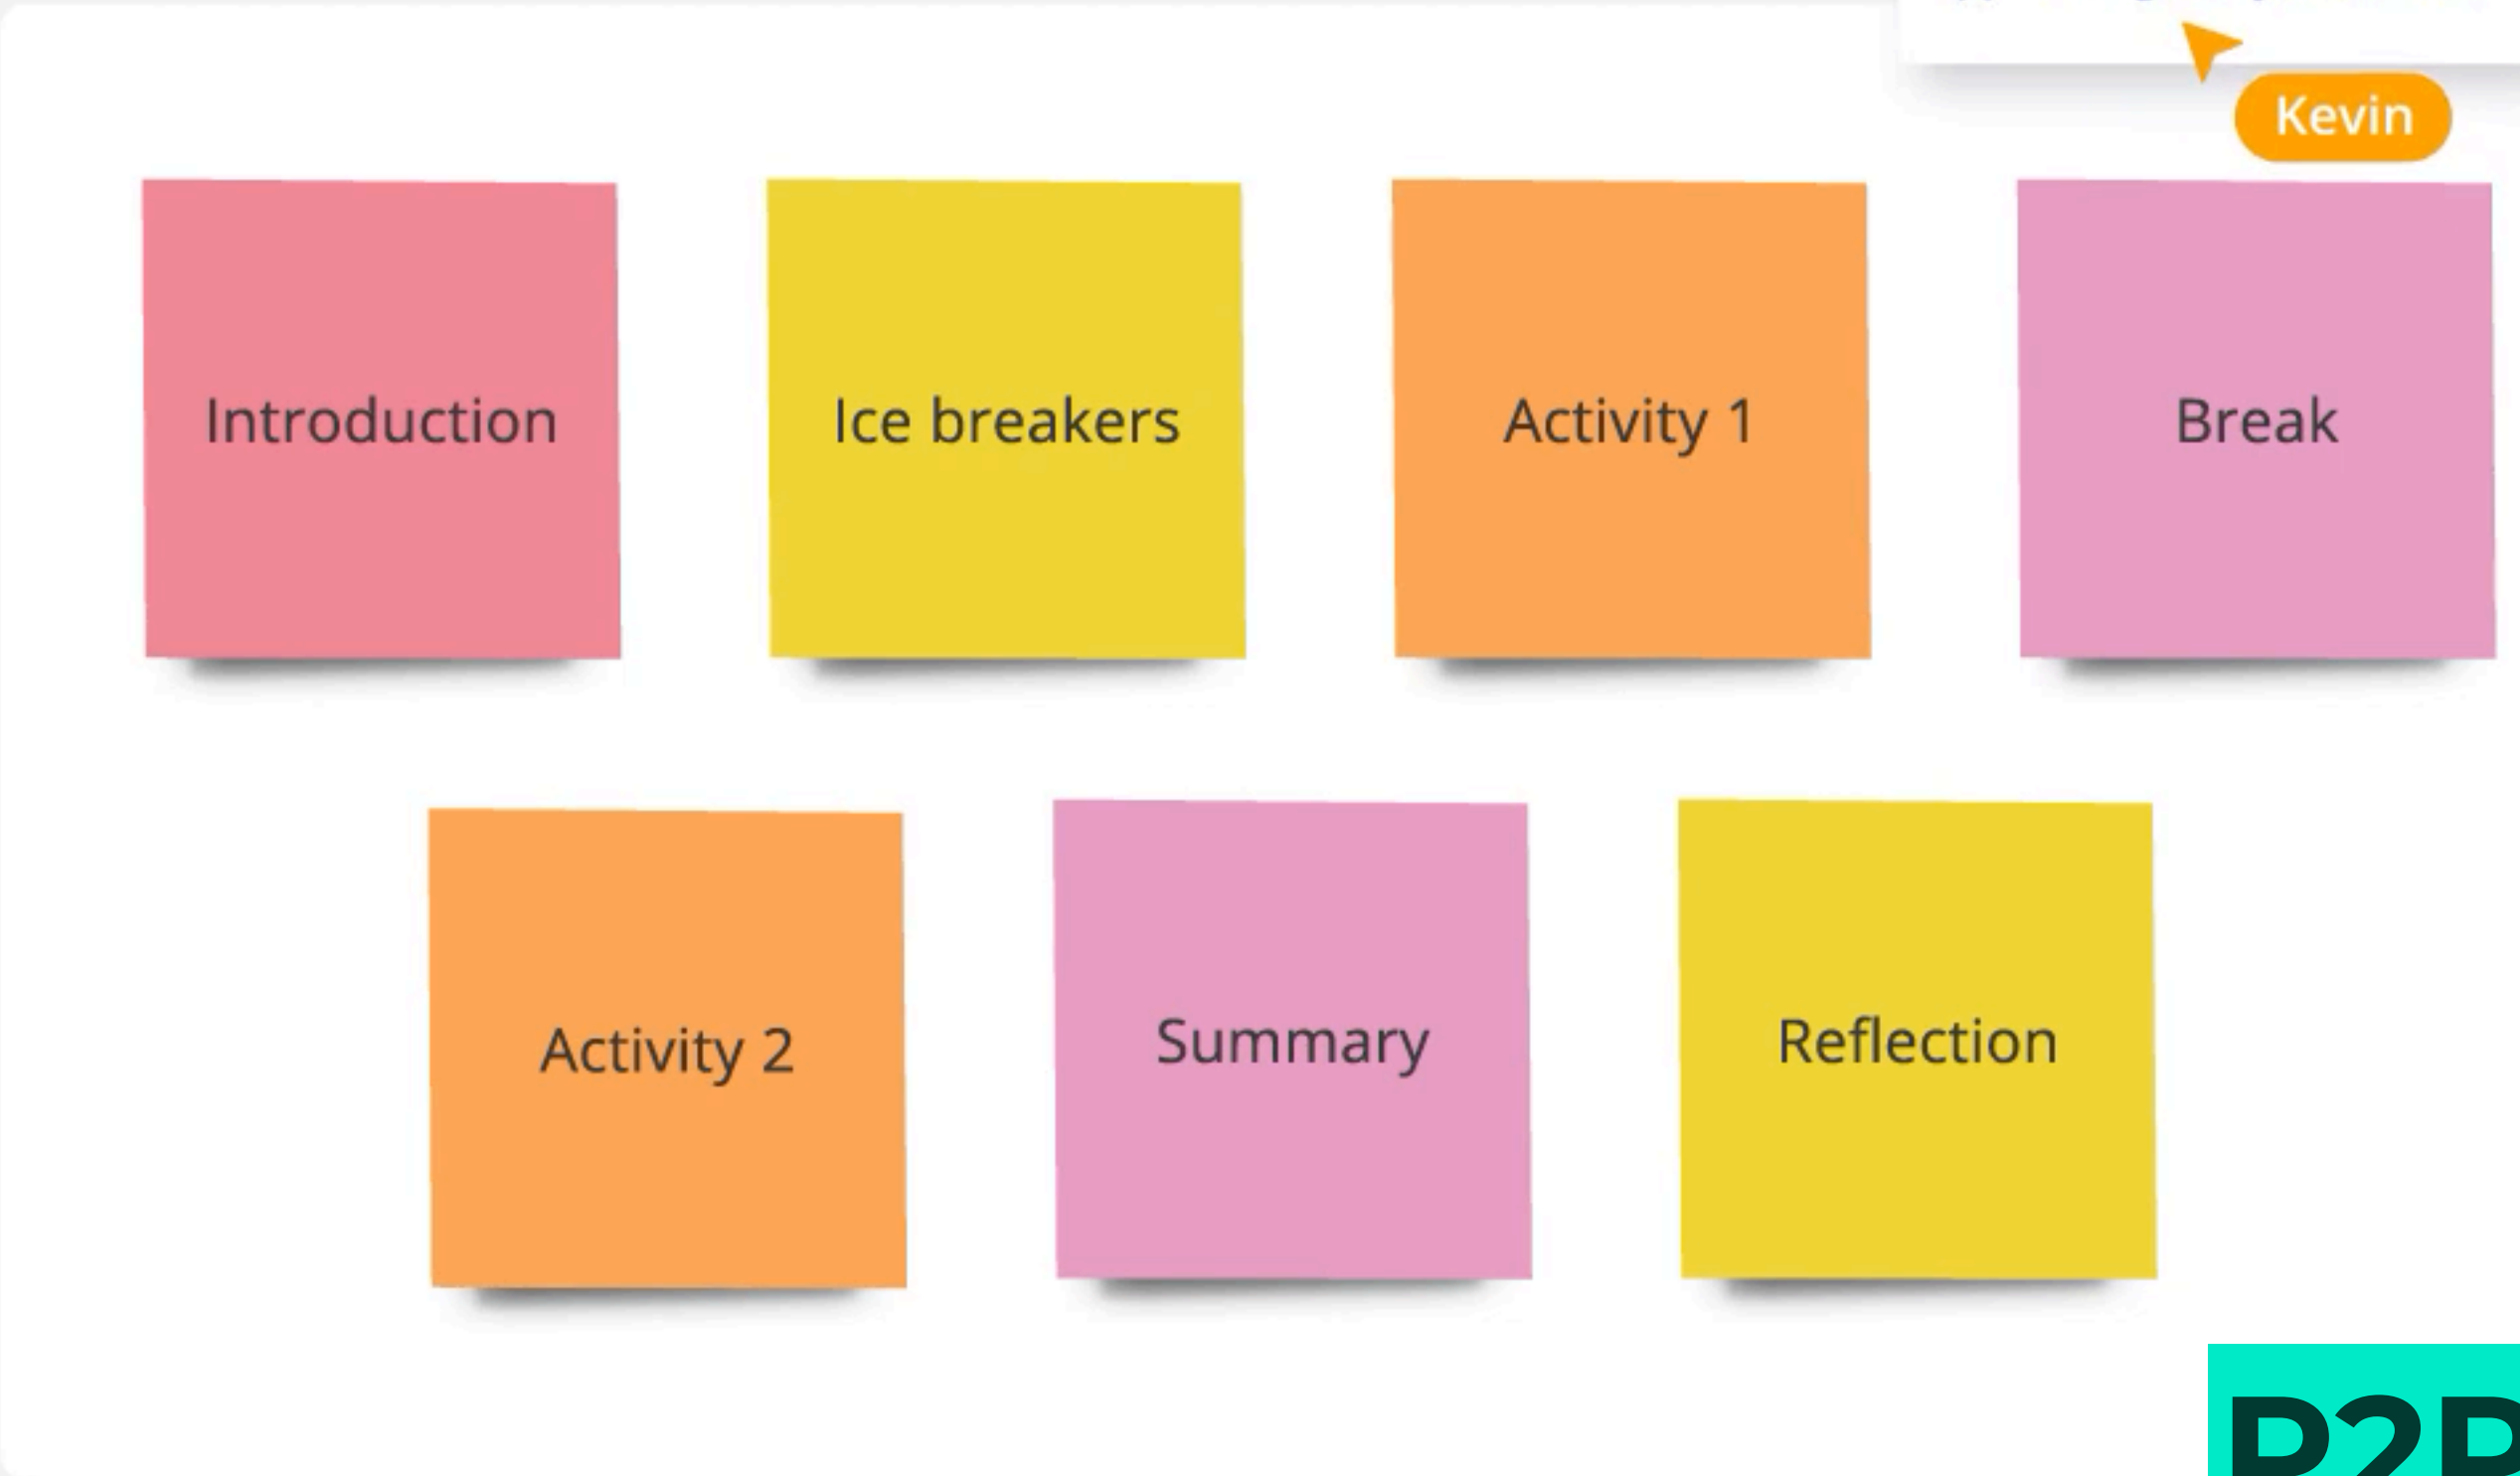 Kevin
Introduction
Ice breakers
Activity 1
Break
Activity 2
Summary
Reflection